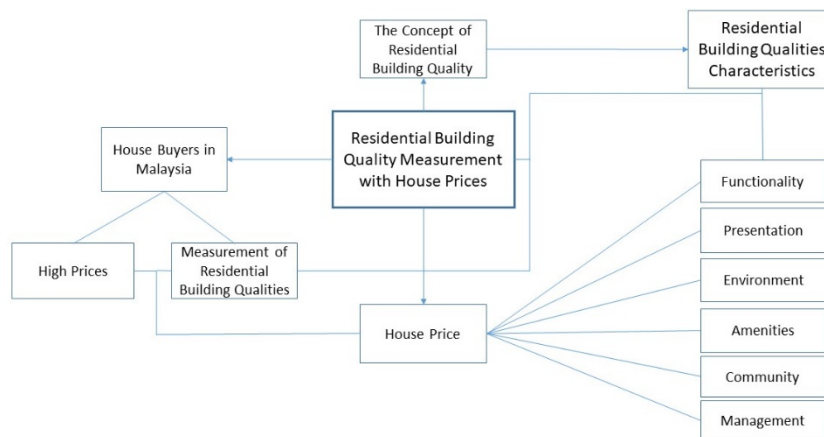 The Concept of
Residential
Building Quality
Residential
Building Qualities
Characteristics
Residential Building
Quality Measurement
with House Prices
House Buyers in
Malaysia
Functionality
Presentation
High Prices
Measurement of
Residential
Building Qualities
Environment
House Price
Amenities
Community
Management